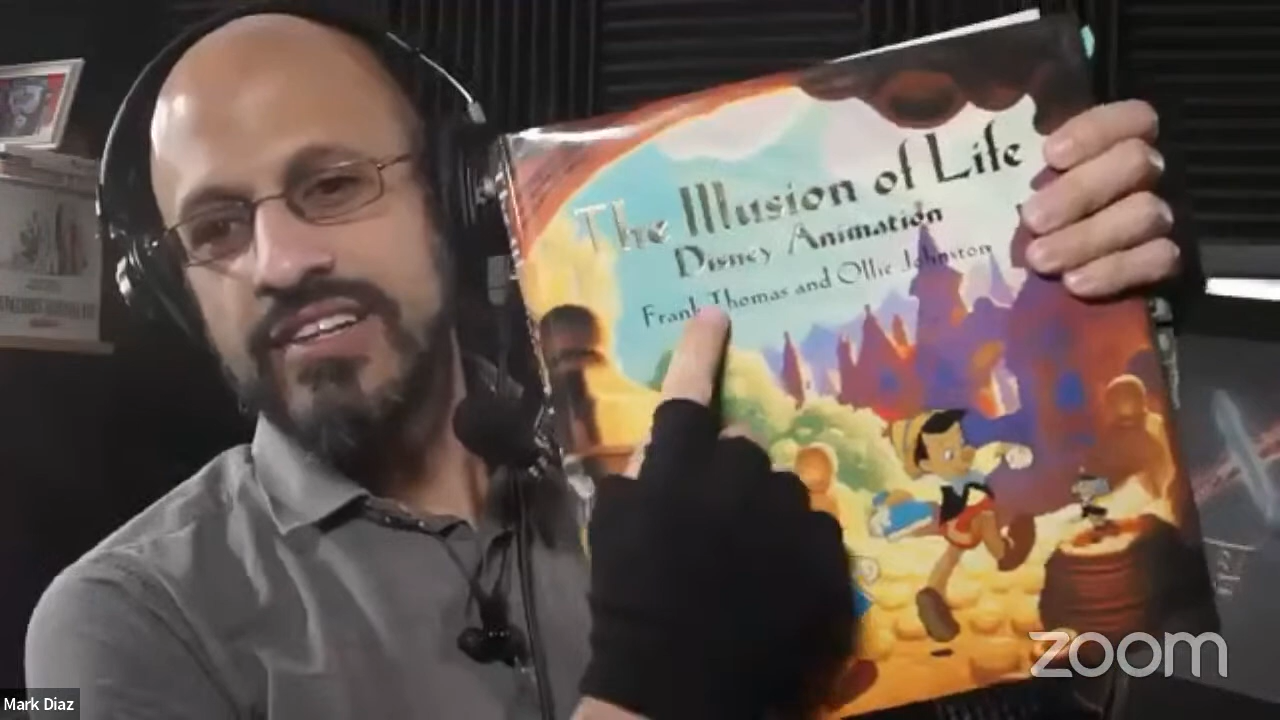 The Illusion of Life
Disney Animation
Frank Thomas and Ollie Johnston
zoom
Mark Diaz